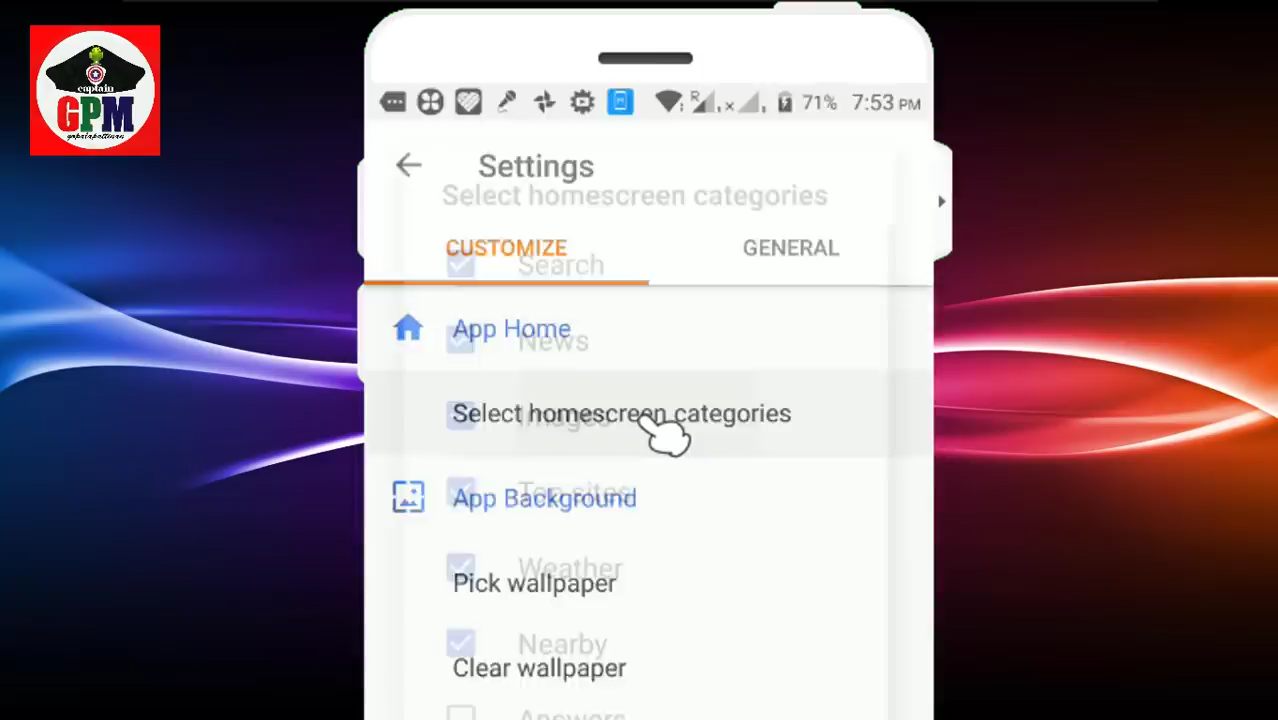 captain
GPM
gopalapattinam
R
x
71% 7:53 PM
Settings
Select homescreen categories
CUSTOMIZE
GENERAL
Search
App Home
News
Select homescreen categories
Images
Top sites
App Background
Weather
Pick wallpaper
Nearby
Clear wallpaper
Answers